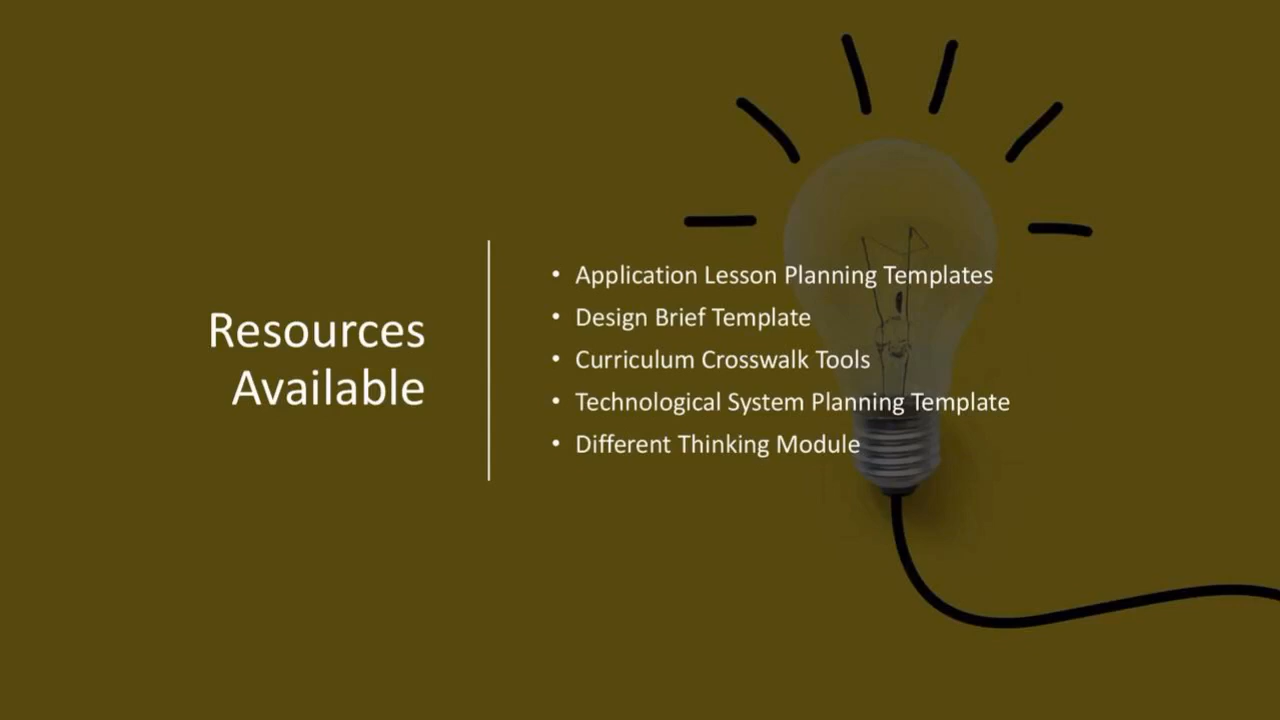 Resources
Available
• Application Lesson Planning Templates
• Design Brief Template
• Curriculum Crosswalk Tools
• Technological System Planning Template
• Different Thinking Module